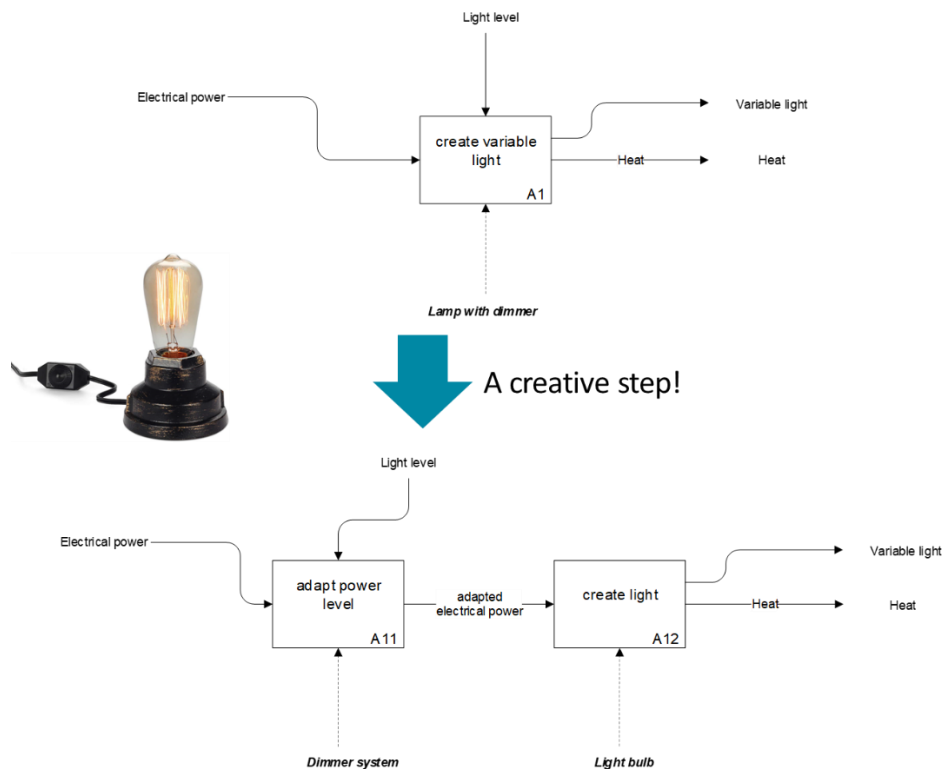 Light level
Electrical power
Variable light
create variable
light
Heat
Heat
A1
Lamp with dimmer
A creative step!
Light level
Electrical power
Variable light
adapt power
level
adapted
electrical power
create light
Heat
Heat
A11
A12
Dimmer system
Light bulb